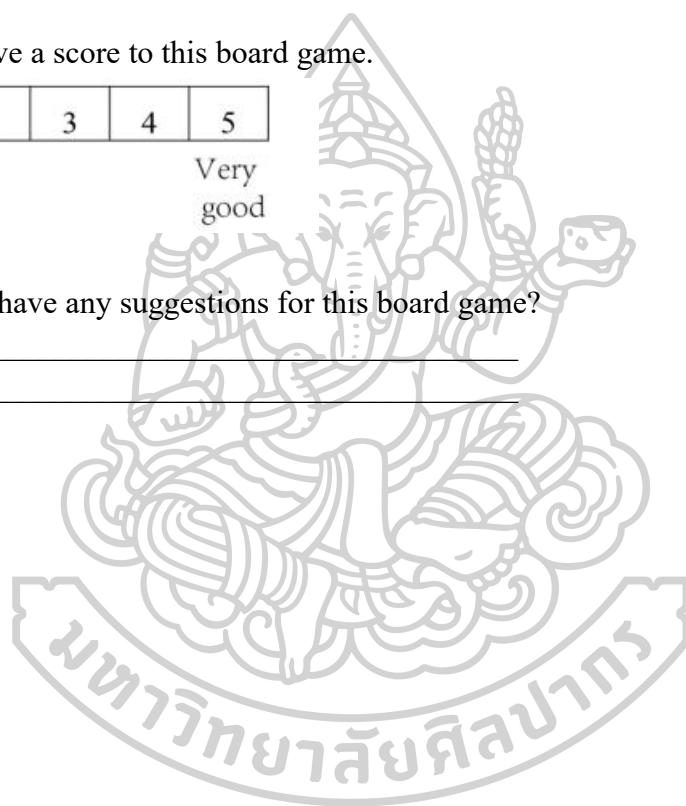 ve a score to this board game.
3 4 5
Very
good
have any suggestions for this board game?
มหาวิทยาลัยศิลปากร